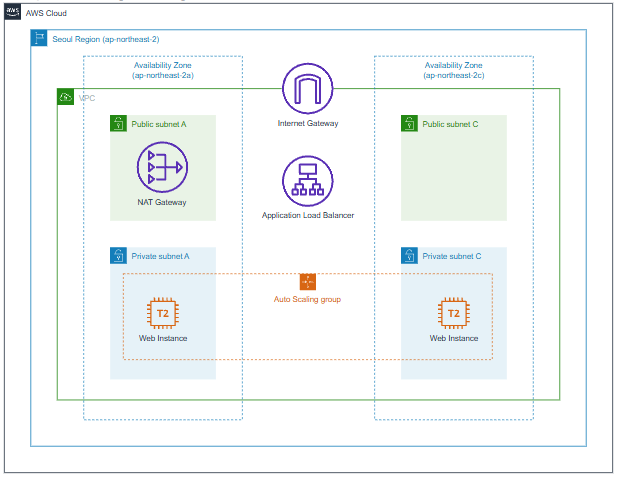 aws
AWS Cloud
Seoul Region (ap-northeast-2)
Availability Zone
(ap-northeast-2a)
Availability Zone
(ap-northeast-2c)
VPC
Internet Gateway
Public subnet A
Public subnet C
NAT Gateway
Application Load Balancer
Private subnet A
Private subnet C
Auto Scaling group
T2
Web Instance
T2
Web Instance